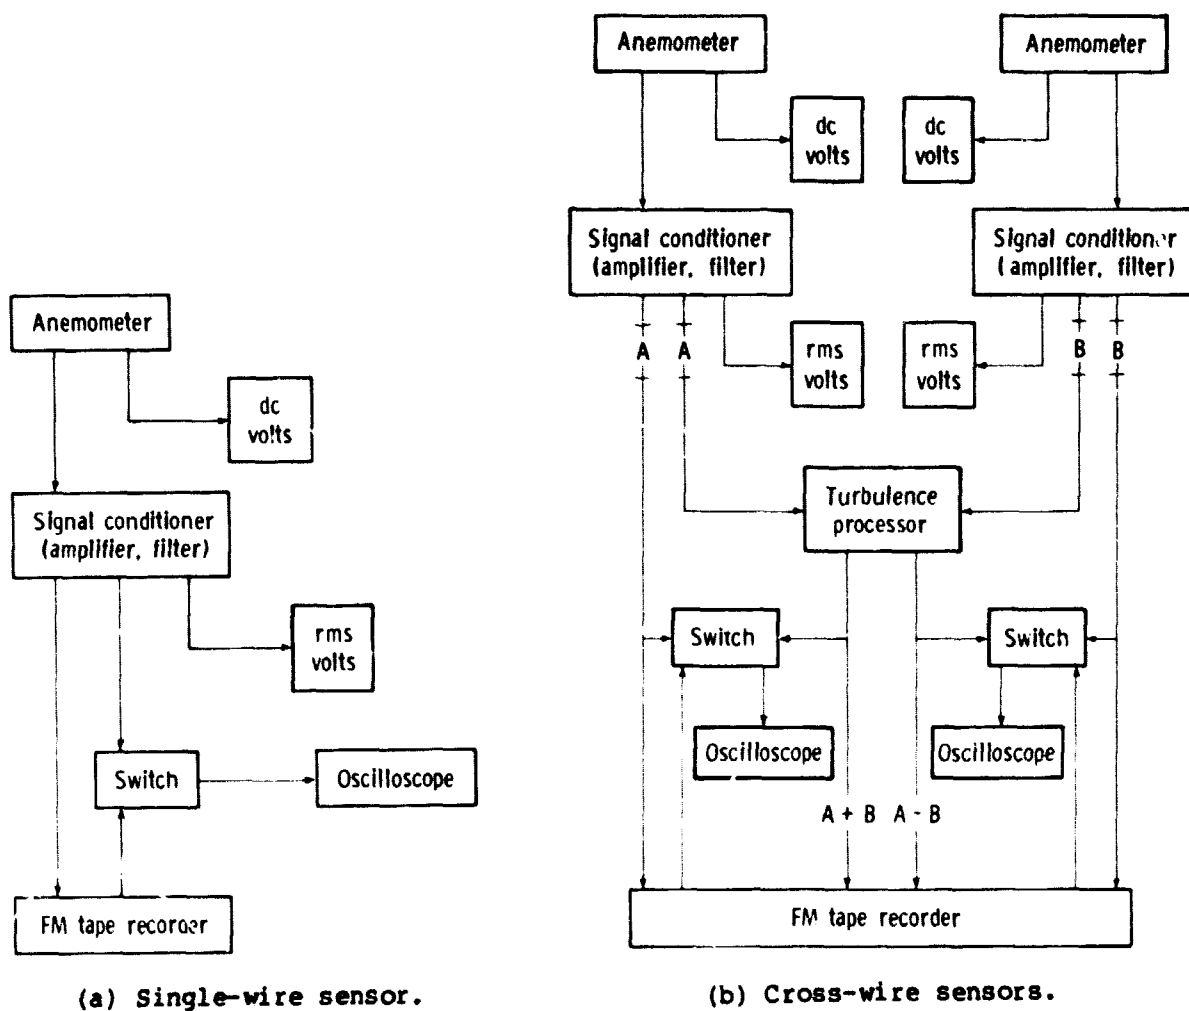 Anemometer
dc
volts
Signal conditioner
(amplifier, filter)
rms
volts
Switch
Oscilloscope
FM tape recorder
(a) Single-wire sensor.
Anemometer
Anemometer
dc
volts
dc
volts
Signal conditioner
(amplifier, filter)
Signal conditioner
(amplifier, filter)
A
A
rms
volts
rms
volts
B
B
Turbulence
processor
Switch
Switch
Oscilloscope
Oscilloscope
A + B
A - B
FM tape recorder
(b) Cross-wire sensors.